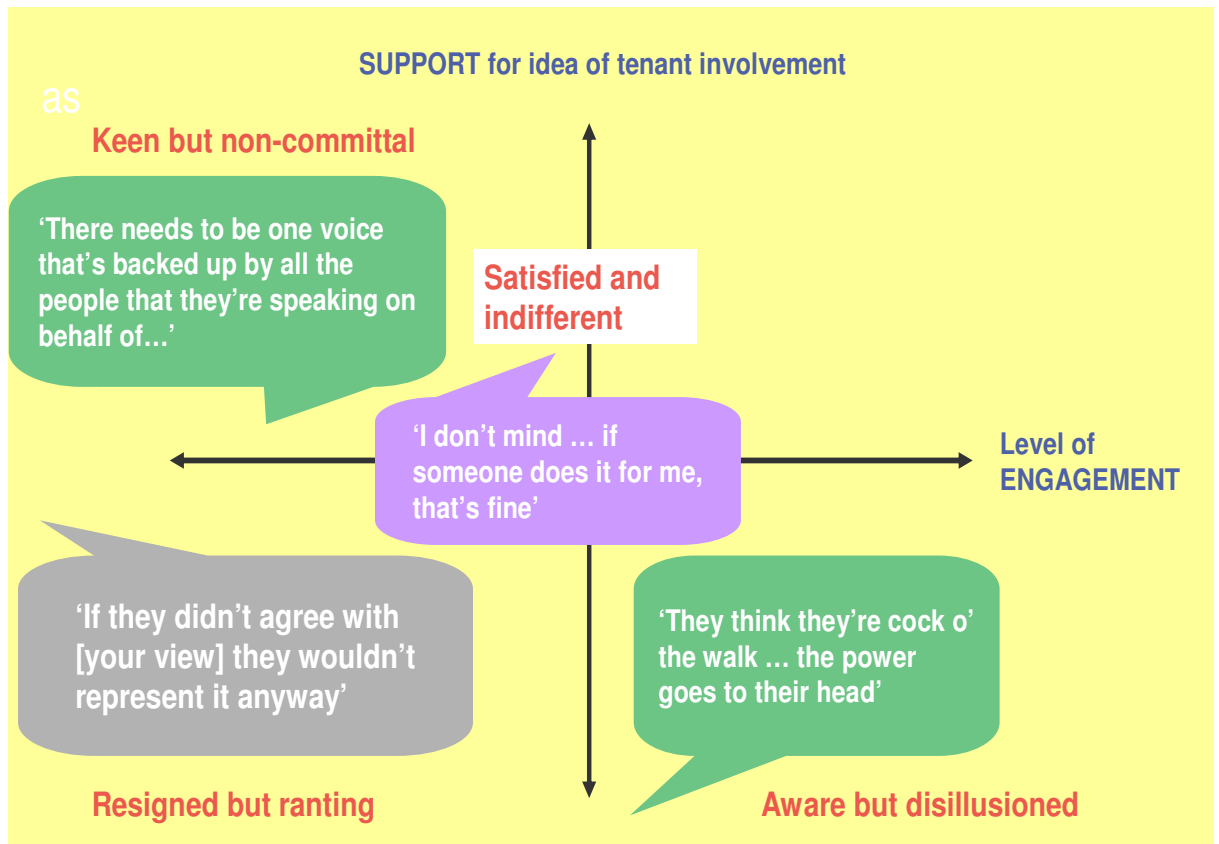 SUPPORT for idea of tenant involvement
as
Keen but non-committal
‘There needs to be one voice
that’s backed up by all the
people that they’re speaking on
behalf of…’
Satisfied and
indifferent
‘I don’t mind … if
someone does it for me,
that’s fine’
Level of
ENGAGEMENT
‘If they didn’t agree with
[your view] they wouldn’t
represent it anyway’
‘They think they’re cock o’
the walk … the power
goes to their head’
Resigned but ranting
Aware but disillusioned